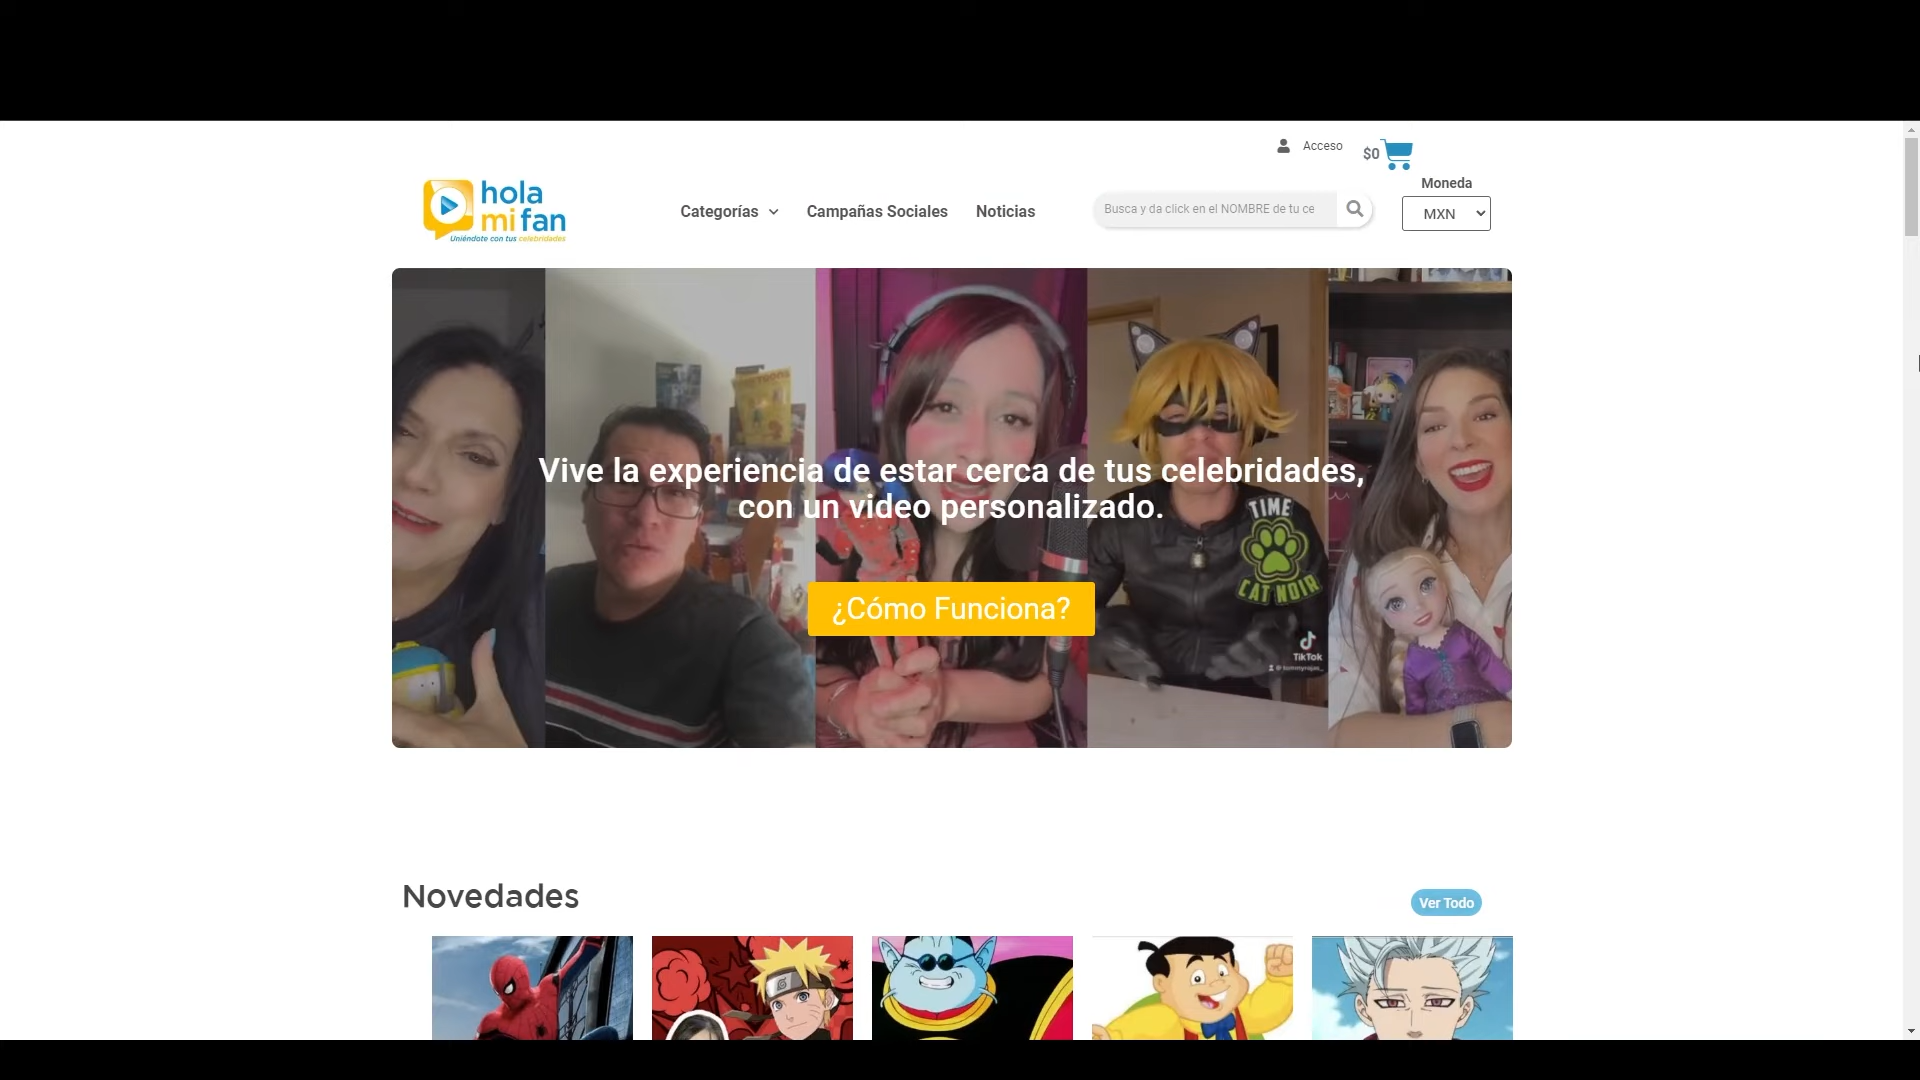 Acceso
$0
Moneda
hola
mi fan
Uniéndote con tus celebridades
Categorías
Campañas Sociales
Noticias
Busca y da click en el NOMBRE de tu ce
MXN
Vive la experiencia de estar cerca de tus celebridades,
con un video personalizado.
¿Cómo Funciona?
TIME
CAT NOIR
TikTok
Novedades
Ver Todo